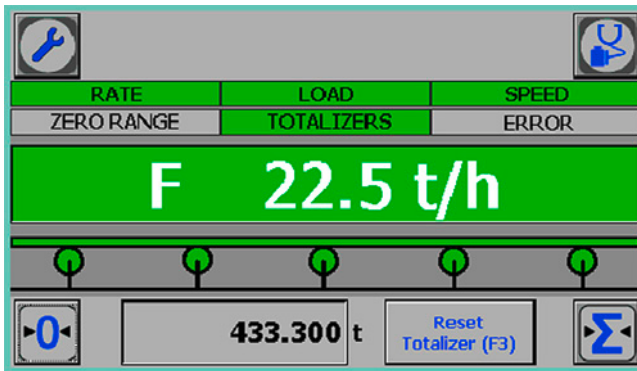 RATE LOAD SPEED
ZERO RANGE TOTALIZERS ERROR
F 22.5 t/h
0 433.300 t Reset Σ
Totalizer (F3)